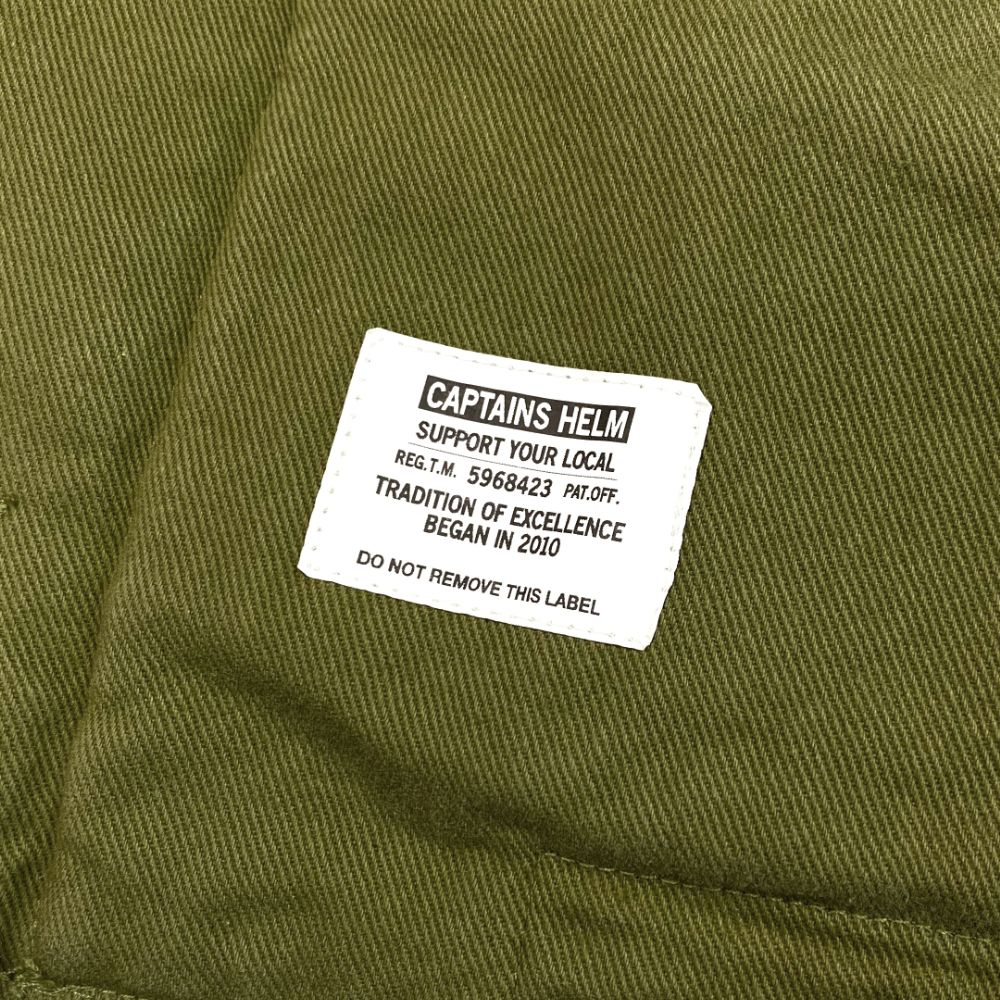 CAPTAINS HELM
SUPPORT YOUR LOCAL
REG.T.M. 5968423 PAT.OFF.
TRADITION OF EXCELLENCE
BEGAN IN 2010
DO NOT REMOVE THIS LABEL